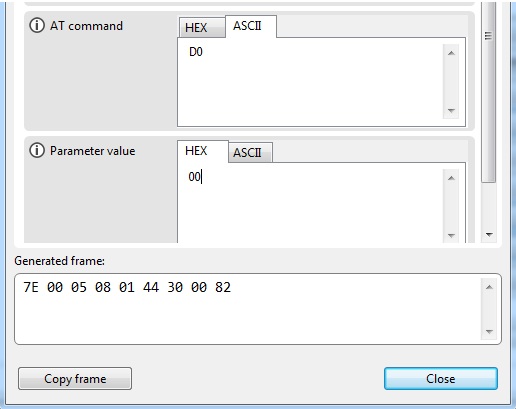 AT command
HEX
ASCII
D0
Parameter value
HEX
ASCII
00
Generated frame:
7E 00 05 08 01 44 30 00 82
Copy frame
Close